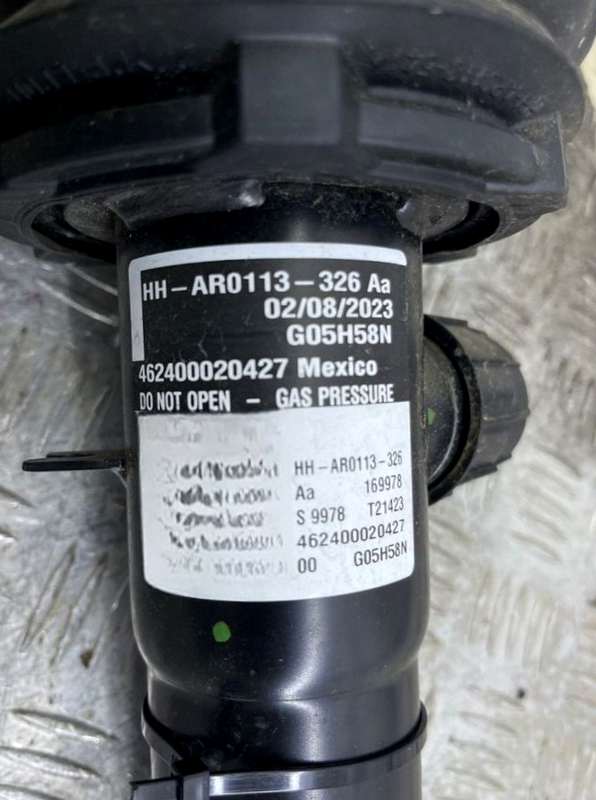 HH-AR0113-326 Aa
02/08/2023
G05H58N
462400020427 Mexico
DO NOT OPEN - GAS PRESSURE
HH-AR0113-326
Aa 169978
S 9978 T21423
462400020427
00 G05H58N